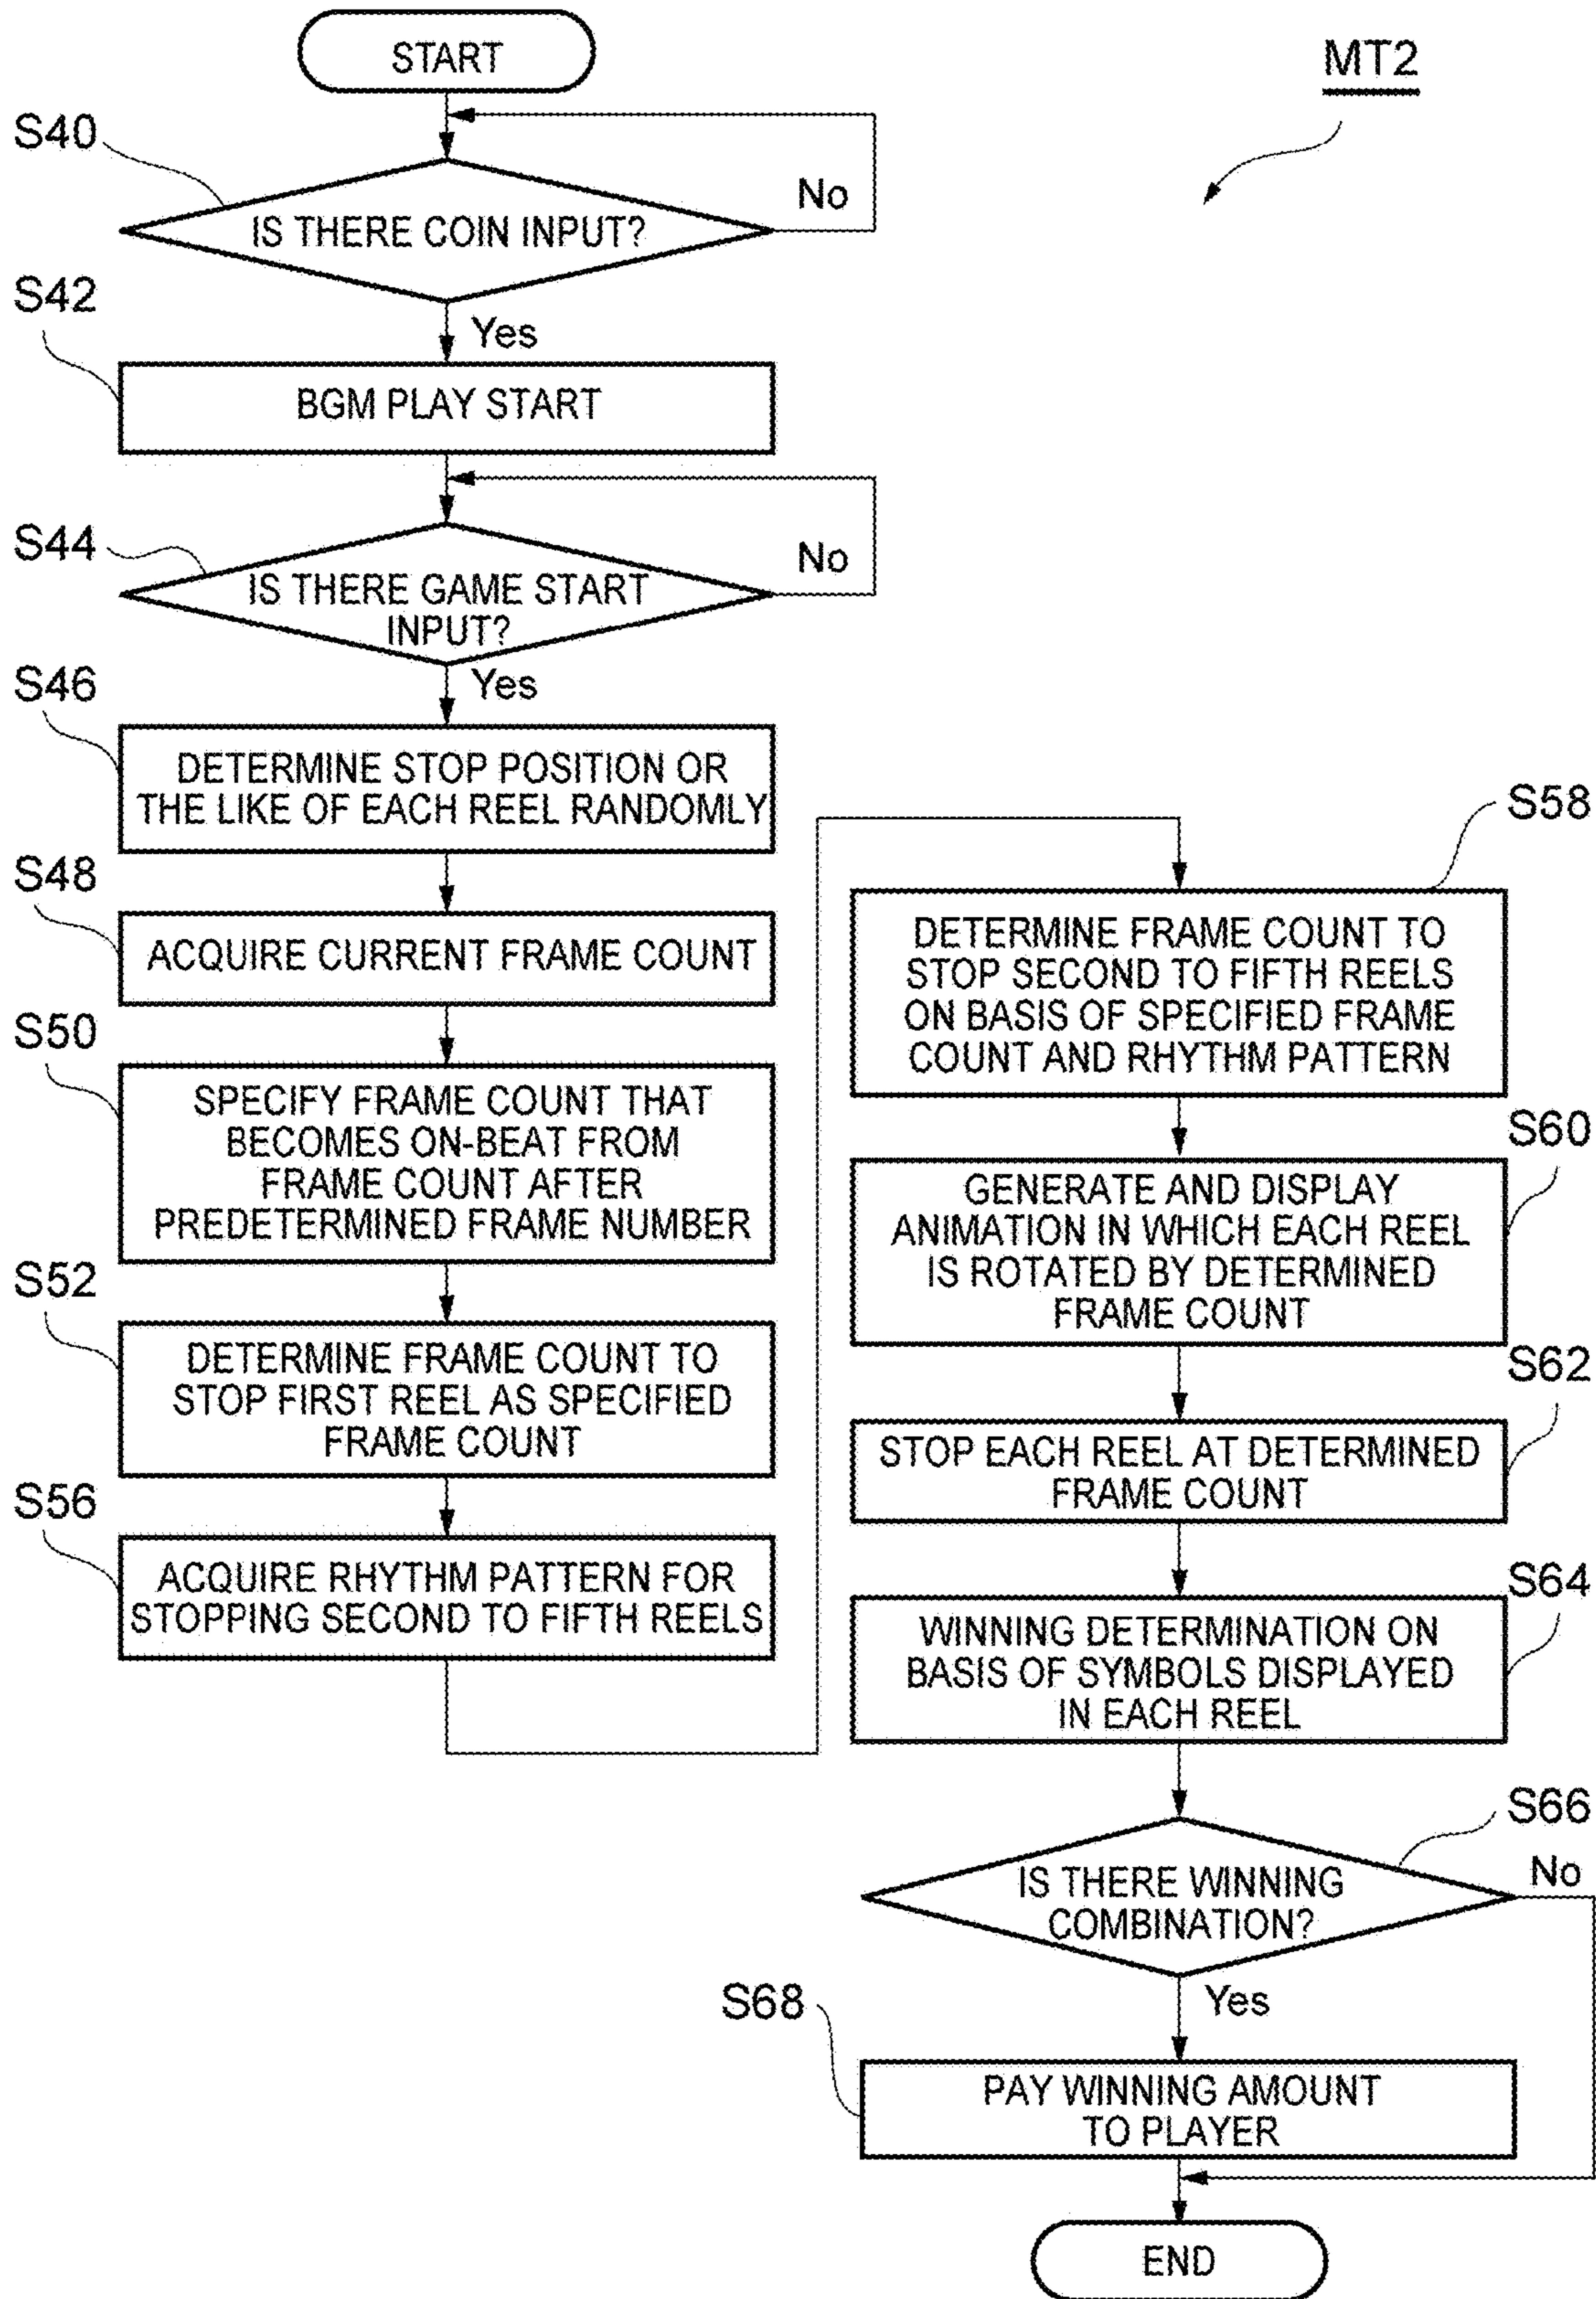 START
MT2
S40
No
IS THERE COIN INPUT?
S42
Yes
BGM PLAY START
S44
No
IS THERE GAME START
INPUT?
S46
Yes
DETERMINE STOP POSITION OR
THE LIKE OF EACH REEL RANDOMLY
S48
ACQUIRE CURRENT FRAME COUNT
S50
SPECIFY FRAME COUNT THAT
BECOMES ON-BEAT FROM
FRAME COUNT AFTER
PREDETERMINED FRAME NUMBER
S52
DETERMINE FRAME COUNT TO
STOP FIRST REEL AS SPECIFIED
FRAME COUNT
S56
ACQUIRE RHYTHM PATTERN FOR
STOPPING SECOND TO FIFTH REELS
S58
DETERMINE FRAME COUNT TO
STOP SECOND TO FIFTH REELS
ON BASIS OF SPECIFIED FRAME
COUNT AND RHYTHM PATTERN
S60
GENERATE AND DISPLAY
ANIMATION IN WHICH EACH REEL
IS ROTATED BY DETERMINED
FRAME COUNT
S62
STOP EACH REEL AT DETERMINED
FRAME COUNT
S64
WINNING DETERMINATION ON
BASIS OF SYMBOLS DISPLAYED
IN EACH REEL
S66
No
IS THERE WINNING
COMBINATION?
Yes
S68
PAY WINNING AMOUNT
TO PLAYER
END